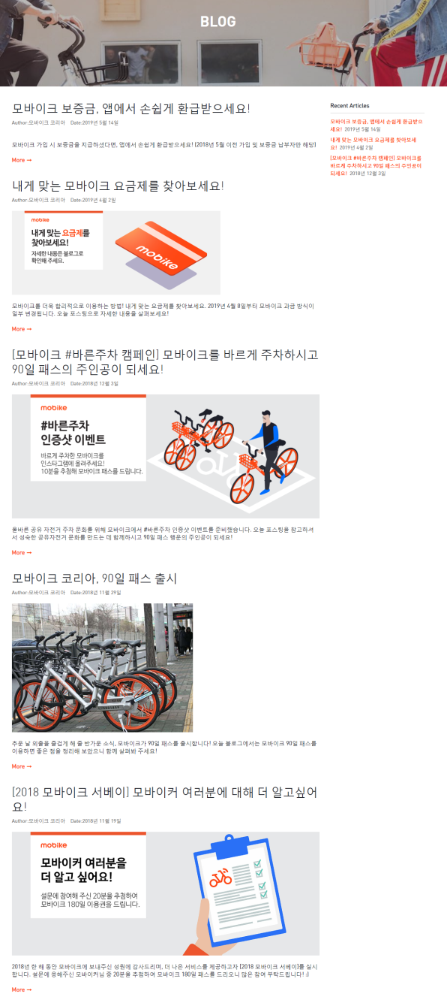 BLOG
WHITE
모바이크 보증금, 앱에서 손쉽게 환급받으세요!
Author:모바이크 코리아 Date:2019년 5월 14일
모바이크 가입 시 보증금을 지급하셨다면, 앱에서 손쉽게 환급받으세요! (2018년 5월 이전 가입 및 보증금 납부자만 해당)
More →
내게 맞는 모바이크 요금제를 찾아보세요!
Author:모바이크 코리아 Date:2019년 4월 2일
mobike
내게 맞는 요금제를
찾아보세요!
자세한 내용은 블로그로
확인해 주세요.
mobike
모바이크를 더욱 합리적으로 이용하는 방법! 내게 맞는 요금제를 찾아보세요. 2019년 4월 8일부터 모바이크 과금 방식이
일부 변경됩니다. 오늘 포스팅으로 자세한 내용을 살펴보세요!
More →
[모바이크 #바른주차 캠페인] 모바이크를 바르게 주차하시고
90일 패스의 주인공이 되세요!
Author:모바이크 코리아 Date:2018년 12월 3일
mobike
#바른주차
인증샷 이벤트
바르게 주차한 모바이크를
인스타그램에 올려주세요!
10분을 추첨해 모바이크 패스를 드립니다.
올바른 공유 자전거 주차 문화를 위해 모바이크에서 #바른주차 인증샷 이벤트를 준비했습니다. 오늘 포스팅을 참고하셔
서 성숙한 공유자전거 문화를 만드는 데 함께하시고 90일 패스 행운의 주인공이 되세요!
More →
모바이크 코리아, 90일 패스 출시
Author:모바이크 코리아 Date:2018년 11월 29일
추운 날 외출을 즐겁게 해 줄 반가운 소식, 모바이크가 90일 패스를 출시합니다! 오늘 블로그에서는 모바이크 90일 패스를
이용하면 좋은 점을 정리해 보았으니 함께 살펴봐 주세요!
More →
[2018 모바이크 서베이] 모바이커 여러분에 대해 더 알고싶어
요!
Author:모바이크 코리아 Date:2018년 11월 19일
mobike
모바이커 여러분을
더 알고 싶어요!
설문에 참여해 주신 20분을 추첨하여
모바이크 180일 이용권을 드립니다.
2018년 한 해 동안 모바이크에 보내주신 성원에 감사드리며, 더 나은 서비스를 제공하고자 [2018 모바이크 서베이]를 실시
합니다. 설문에 응해주신 모바이커님 중 20분을 추첨하여 모바이크 180일 패스를 드리오니 많은 참여 부탁드립니다! :)
More →
Recent Articles
모바이크 보증금, 앱에서 손쉽게 환급받으
세요! 2019년 5월 14일
내게 맞는 모바이크 요금제를 찾아보세
요! 2019년 4월 2일
[모바이크 #바른주차 캠페인] 모바이크를
바르게 주차하시고 90일 패스의 주인공이
되세요! 2018년 12월 3일